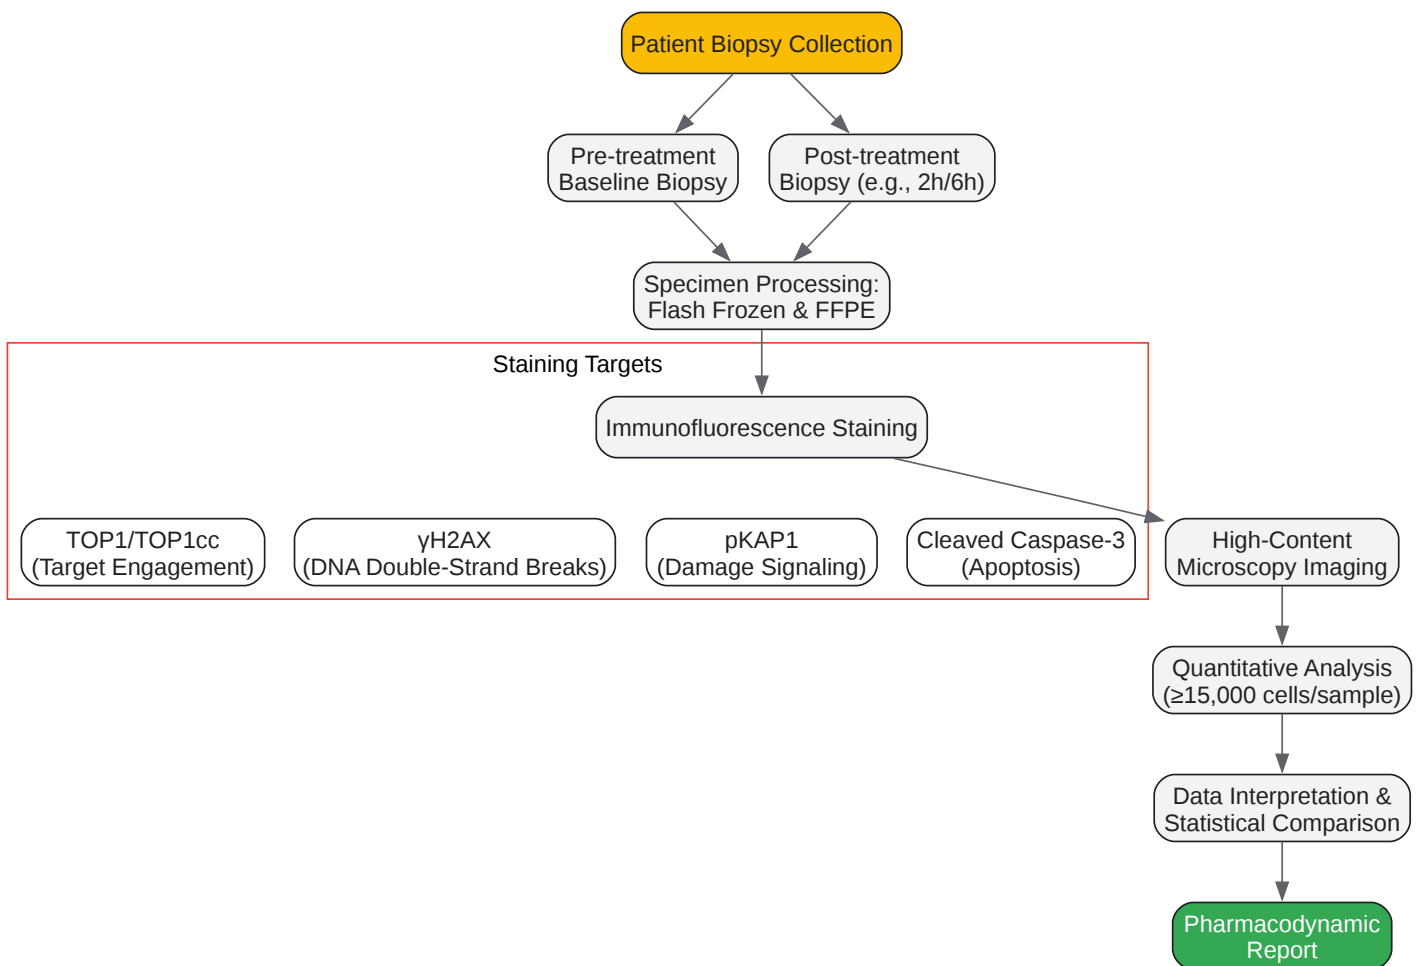 Patient Biopsy Collection
Pre-treatment
Baseline Biopsy
Post-treatment
Biopsy (e.g., 2h/6h)
Specimen Processing:
Flash Frozen & FFPE
Staining Targets
Immunofluorescence Staining
TOP1/TOP1cc
(Target Engagement)
γH2AX
(DNA Double-Strand Breaks)
pKAP1
(Damage Signaling)
Cleaved Caspase-3
(Apoptosis)
High-Content
Microscopy Imaging
Quantitative Analysis
(≥15,000 cells/sample)
Data Interpretation &
Statistical Comparison
Pharmacodynamic
Report